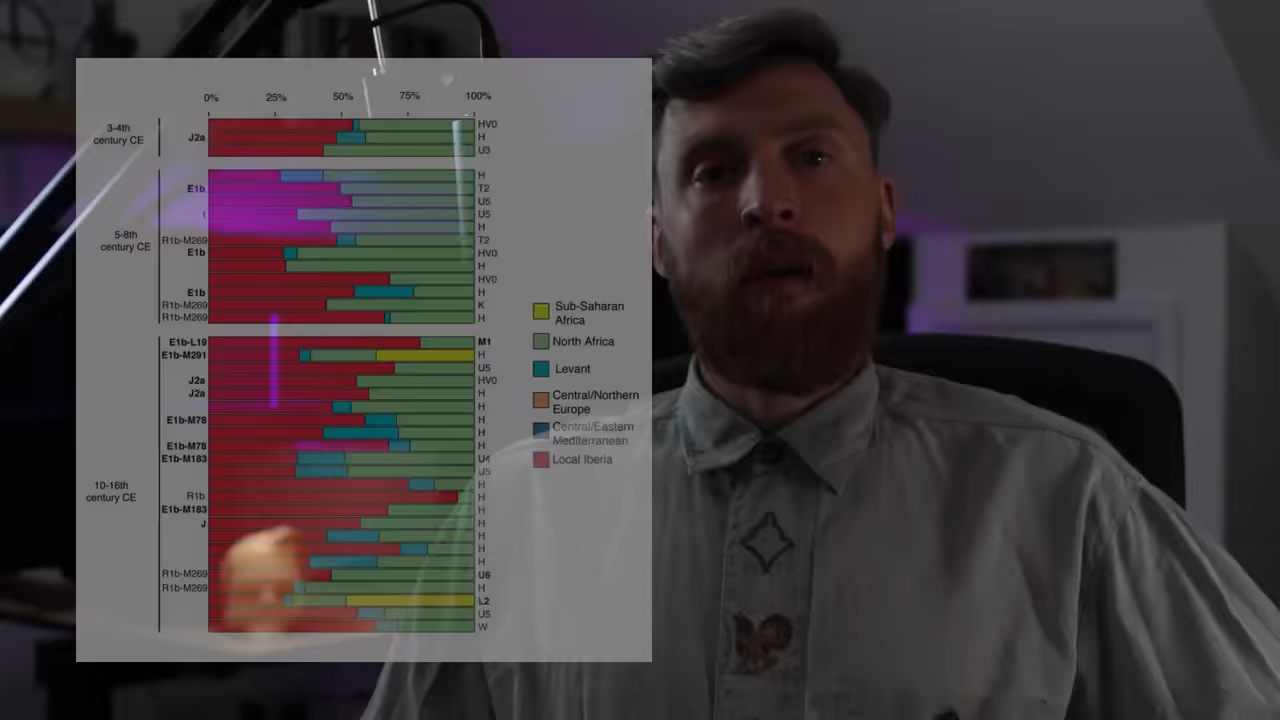 0% 25% 50% 75% 100%
3-4th
century CE
HV0
J2a H
U3
5-8th
century CE
H
E1b T2
U5
I U5
H
R1b-M269 T2
E1b HV0
H
HV0
E1b H
R1b-M269 K
R1b-M269 H
10-16th
century CE
E1b-L19 M1
E1b-M291 H
U5
J2a HV0
J2a H
H
E1b-M78 H
H
E1b-M78 H
E1b-M183 U4
U5
H
R1b H
E1b-M183 H
J H
H
H
H
R1b-M269 U6
R1b-M269 H
L2
U5
W
Sub-Saharan
Africa
North Africa
Levant
Central/Northern
Europe
Central/Eastern
Mediterranean
Local Iberia